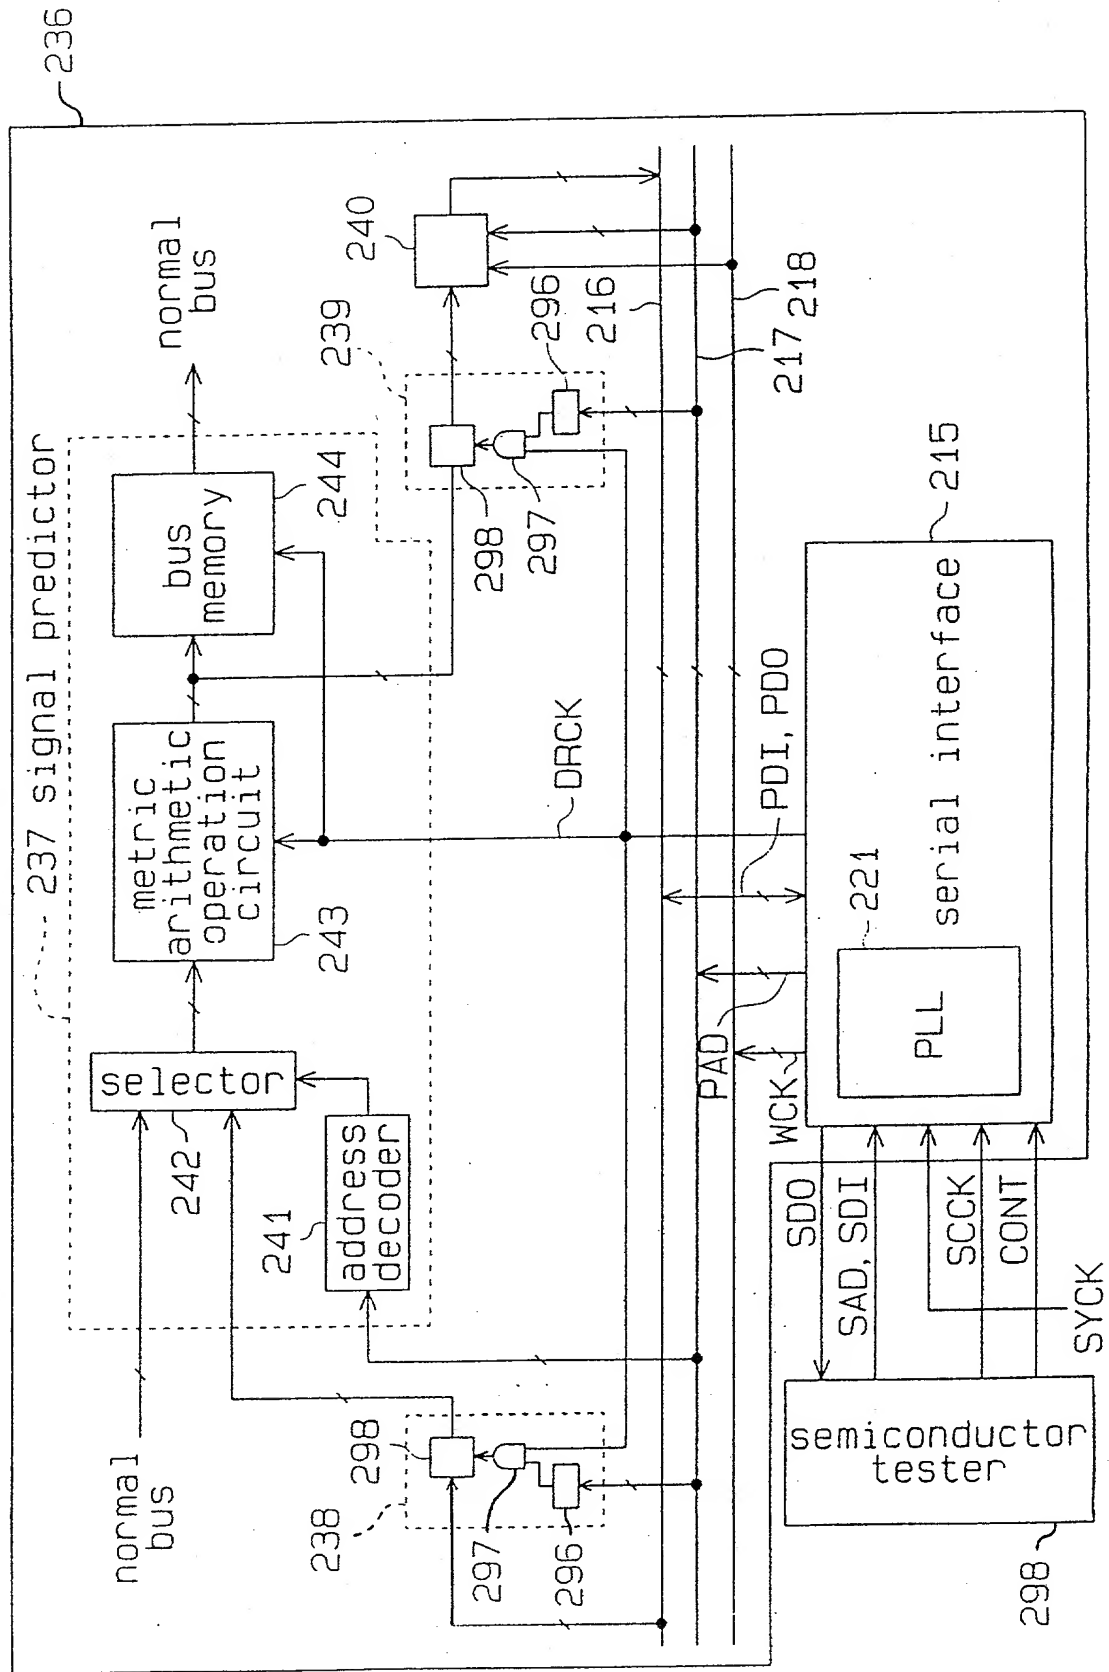 236
237 signal predictor
normal
bus
normal
bus
selector
242
metric
arithmetic
operation
circuit
243
bus
memory
244
address
decoder
241
238
298
297
296
239
298
297
296
240
216
217
218
DRCK
PDI, PDO
PAD
WCK
SDO
SAD, SDI
SCCK
CONT
SYCK
221
PLL
serial interface
215
semiconductor
tester
298